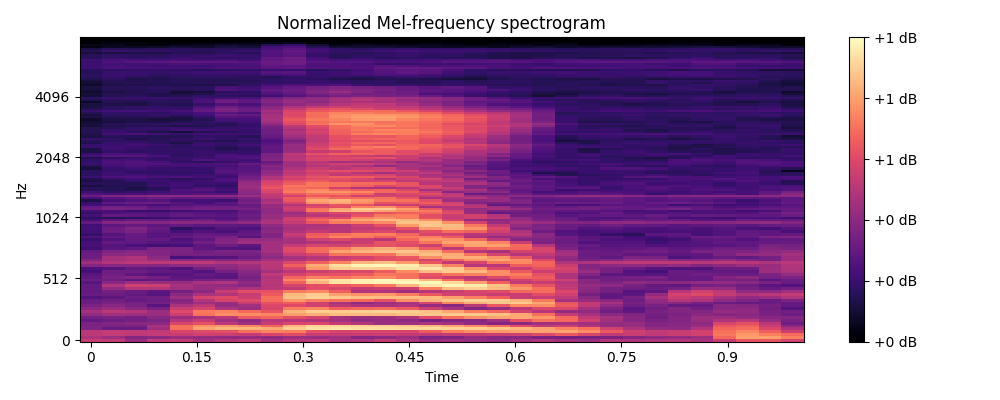 Normalized Mel-frequency spectrogram
Hz
4096
2048
1024
512
0
0 0.15 0.3 0.45 0.6 0.75 0.9
Time
+1 dB
+1 dB
+1 dB
+0 dB
+0 dB
+0 dB